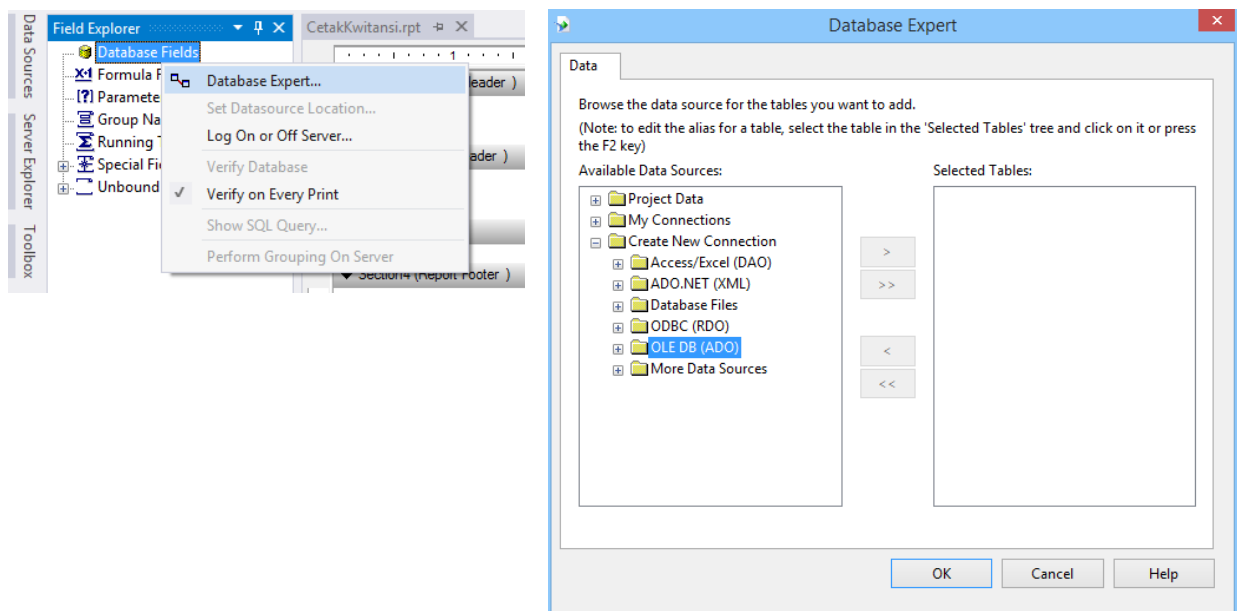 Data Sources
Server Explorer
Toolbox
Field Explorer
CetakKwitansi.rpt
Database Fields
Formula F
Paramete
Group Na
Running T
Special Fi
Unbound
1
Database Expert...
Set Datasource Location...
Log On or Off Server...
Verify Database
Verify on Every Print
Show SQL Query...
Perform Grouping On Server
leader )
ader )
Section4 (Report Footer )
Database Expert
Data
Browse the data source for the tables you want to add.
(Note: to edit the alias for a table, select the table in the 'Selected Tables' tree and click on it or press
the F2 key)
Available Data Sources:
Selected Tables:
Project Data
My Connections
Create New Connection
Access/Excel (DAO)
ADO.NET (XML)
Database Files
ODBC (RDO)
OLE DB (ADO)
More Data Sources
>
>>
<
<<
OK Cancel Help